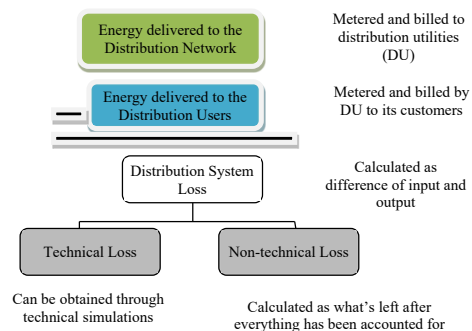 Energy delivered to the
Distribution Network
Metered and billed to
distribution utilities
(DU)
Energy delivered to the
Distribution Users
Metered and billed by
DU to its customers
Distribution System
Loss
Calculated as
difference of input and
output
Technical Loss
Non-technical Loss
Can be obtained through
technical simulations
Calculated as what's left after
everything has been accounted for